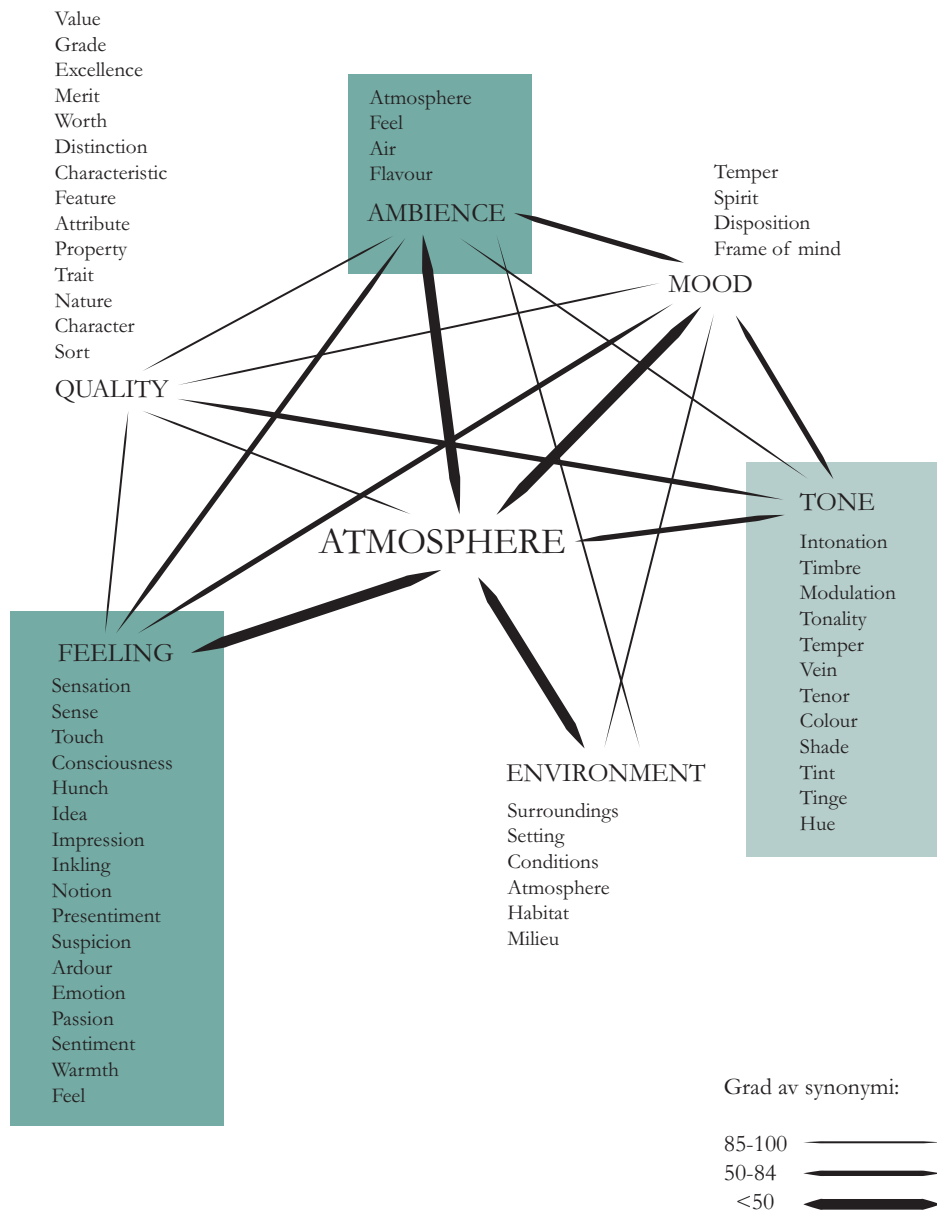 Value
Grade
Excellence
Merit
Worth
Distinction
Characteristic
Feature
Attribute
Property
Trait
Nature
Character
Sort
QUALITY
Atmosphere
Feel
Air
Flavour
AMBIENCE
Temper
Spirit
Disposition
Frame of mind
MOOD
ATMOSPHERE
TONE
Intonation
Timbre
Modulation
Tonality
Temper
Vein
Tenor
Colour
Shade
Tint
Tinge
Hue
FEELING
Sensation
Sense
Touch
Consciousness
Hunch
Idea
Impression
Inkling
Notion
Presentiment
Suspicion
Ardour
Emotion
Passion
Sentiment
Warmth
Feel
ENVIRONMENT
Surroundings
Setting
Conditions
Atmosphere
Habitat
Milieu
Grad av synonymi:
85-100
50-84
<50